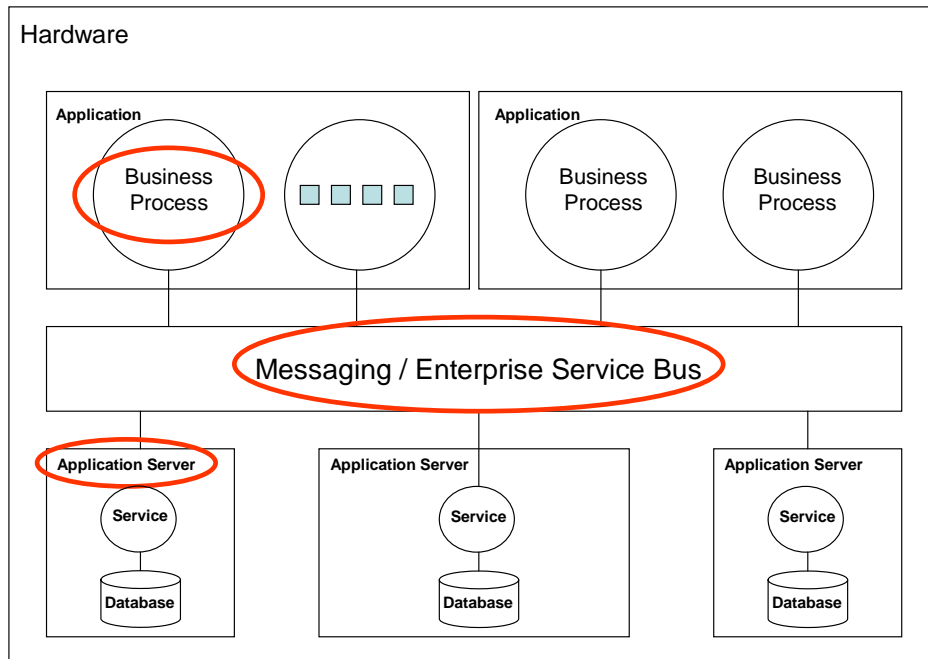 Hardware
Application
Business
Process
Application
Business
Process
Business
Process
Messaging / Enterprise Service Bus
Application Server
Service
Database
Application Server
Service
Database
Application Server
Service
Database